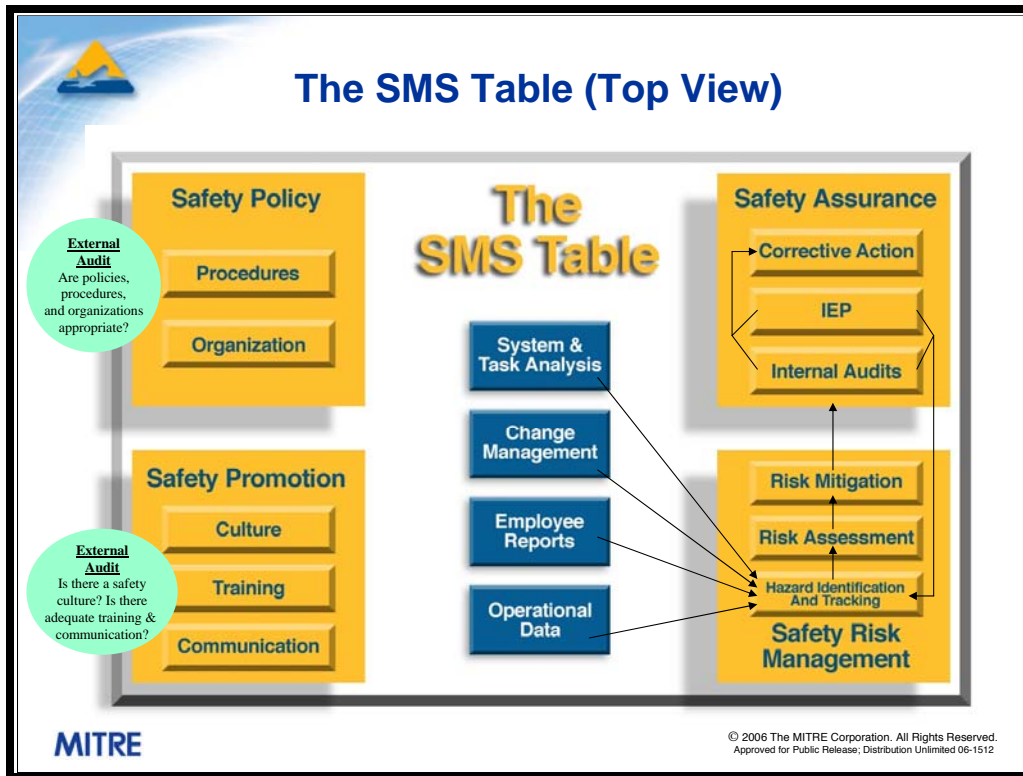 The SMS Table (Top View)
Safety Policy
Procedures
Organization
External
Audit
Are policies,
procedures,
and organizations
appropriate?
The
SMS Table
System &
Task Analysis
Change
Management
Employee
Reports
Operational
Data
Safety Assurance
Corrective Action
IEP
Internal Audits
Safety Promotion
Culture
Training
Communication
External
Audit
Is there a safety
culture? Is there
adequate training &
communication?
Risk Mitigation
Risk Assessment
Hazard Identification
And Tracking
Safety Risk
Management
MITRE
© 2006 The MITRE Corporation. All Rights Reserved.
Approved for Public Release; Distribution Unlimited 06-1512